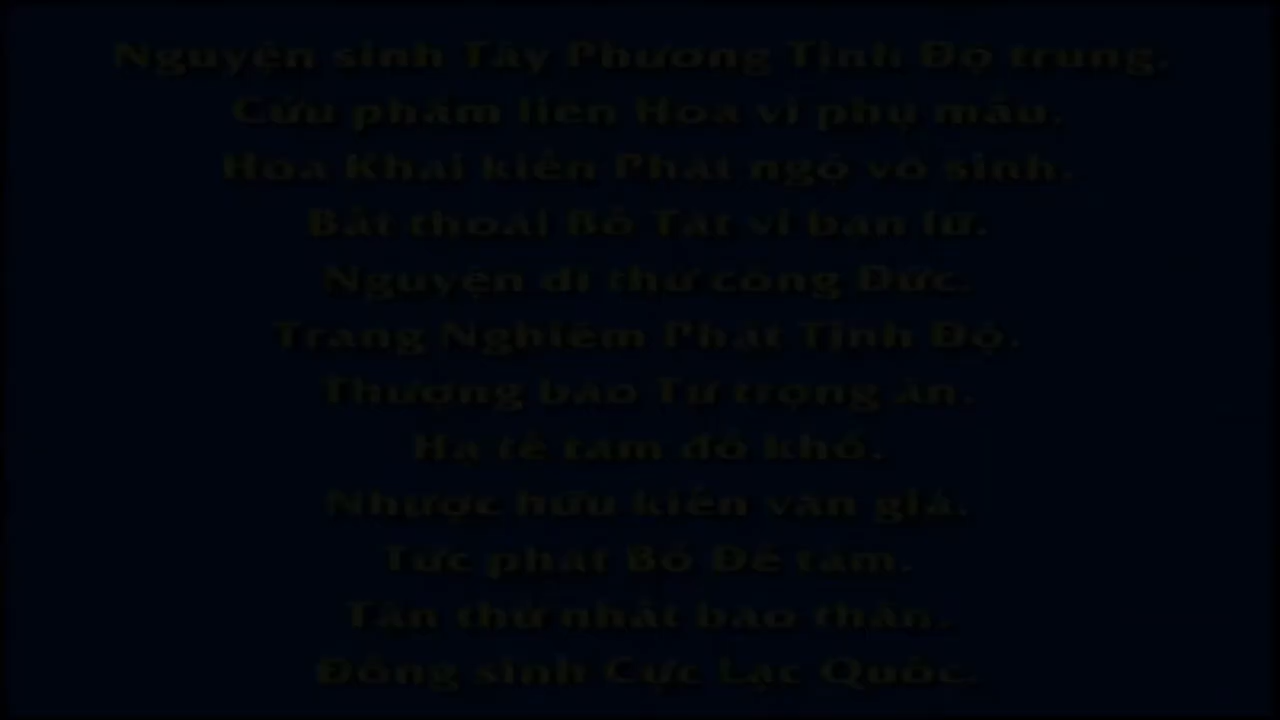 Nguyện sinh Tây Phương Tịnh Độ trung.
Cửu phẩm liên Hoa vi phụ mẫu.
Hoa Khai kiến Phật ngộ vô sinh.
Bất thoái Bồ Tát vi bạn lữ.
Nguyện dĩ thử công Đức.
Trang Nghiêm Phật Tịnh Độ.
Thượng báo Tứ trọng ân.
Hạ tế tam đồ khổ.
Nhược hữu kiến văn giả.
Tức phát Bồ Đề tâm.
Tận thử nhất báo thân.
Đồng sinh Cực Lạc Quốc.